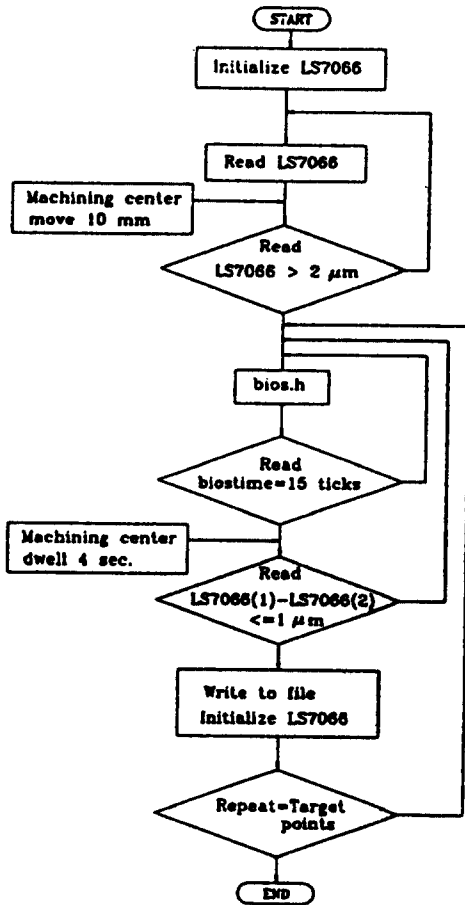 START
Initialize LS7066
Read LS7066
Machining center
move 10 mm
Read
LS7066 > 2 μm
bios.h
Read
biostime=15 ticks
Machining center
dwell 4 sec.
Read
LS7066(1)-LS7066(2)
<=1 μm
Write to file
Initialize LS7066
Repeat=Target
points
END